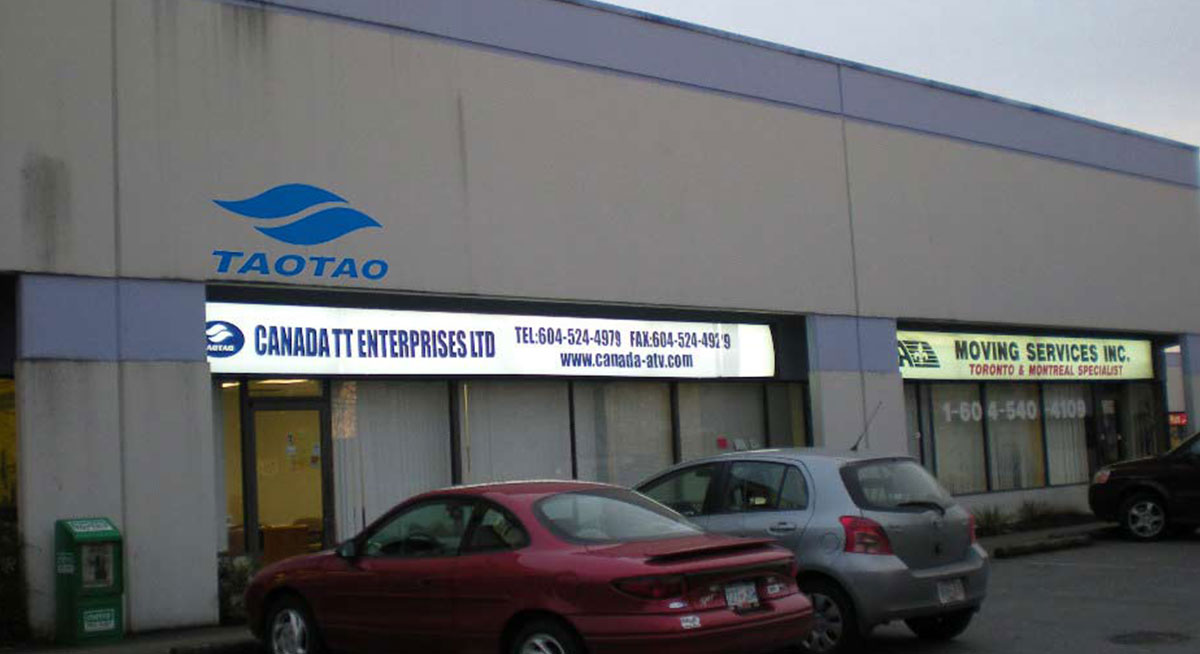 TAOTAO
TAOTAO
CANADA TT ENTERPRISES LTD
TEL:604-524-4979 FAX:604-524-4929
www.canada-atv.com
MOVING SERVICES INC.
TORONTO & MONTREAL SPECIALIST
1-604-540-4109